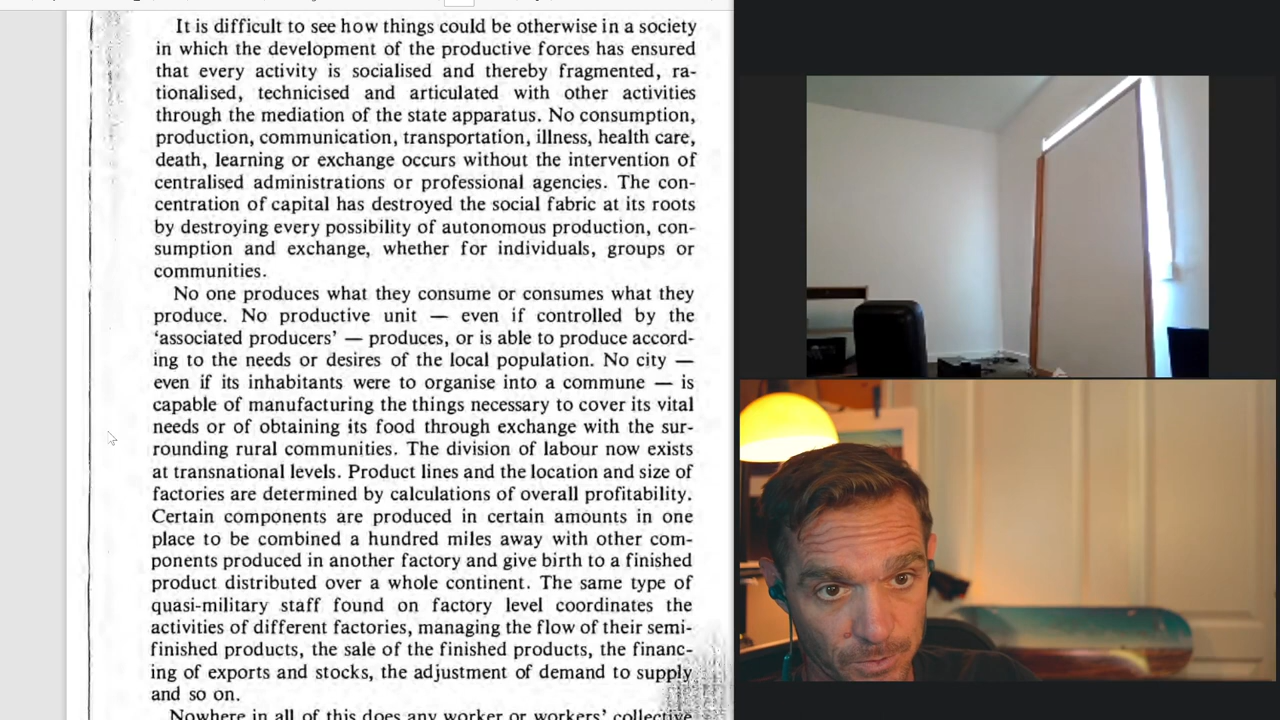 It is difficult to see how things could be otherwise in a society
in which the development of the productive forces has ensured
that every activity is socialised and thereby fragmented, ra-
tionalised, technicised and articulated with other activities
through the mediation of the state apparatus. No consumption,
production, communication, transportation, illness, health care,
death, learning or exchange occurs without the intervention of
centralised administrations or professional agencies. The con-
centration of capital has destroyed the social fabric at its roots
by destroying every possibility of autonomous production, con-
sumption and exchange, whether for individuals, groups or
communities.
No one produces what they consume or consumes what they
produce. No productive unit — even if controlled by the
‘associated producers’ — produces, or is able to produce accord-
ing to the needs or desires of the local population. No city —
even if its inhabitants were to organise into a commune — is
capable of manufacturing the things necessary to cover its vital
needs or of obtaining its food through exchange with the sur-
rounding rural communities. The division of labour now exists
at transnational levels. Product lines and the location and size of
factories are determined by calculations of overall profitability.
Certain components are produced in certain amounts in one
place to be combined a hundred miles away with other com-
ponents produced in another factory and give birth to a finished
product distributed over a whole continent. The same type of
quasi-military staff found on factory level coordinates the
activities of different factories, managing the flow of their semi-
finished products, the sale of the finished products, the financ-
ing of exports and stocks, the adjustment of demand to supply
and so on.
Nowhere in all of this does any worker or workers’ collective